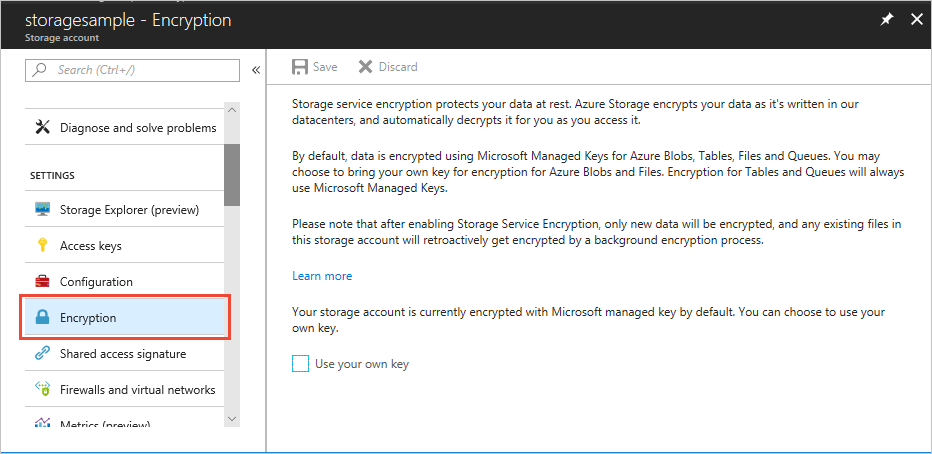 storagesample - Encryption
Storage account
Search (Ctrl+/)
«
Diagnose and solve problems
SETTINGS
Storage Explorer (preview)
Access keys
Configuration
Encryption
Shared access signature
Firewalls and virtual networks
Metrics (preview)
Save
Discard
Storage service encryption protects your data at rest. Azure Storage encrypts your data as it's written in our
datacenters, and automatically decrypts it for you as you access it.
By default, data is encrypted using Microsoft Managed Keys for Azure Blobs, Tables, Files and Queues. You may
choose to bring your own key for encryption for Azure Blobs and Files. Encryption for Tables and Queues will always
use Microsoft Managed Keys.
Please note that after enabling Storage Service Encryption, only new data will be encrypted, and any existing files in
this storage account will retroactively get encrypted by a background encryption process.
Learn more
Your storage account is currently encrypted with Microsoft managed key by default. You can choose to use your
own key.
Use your own key